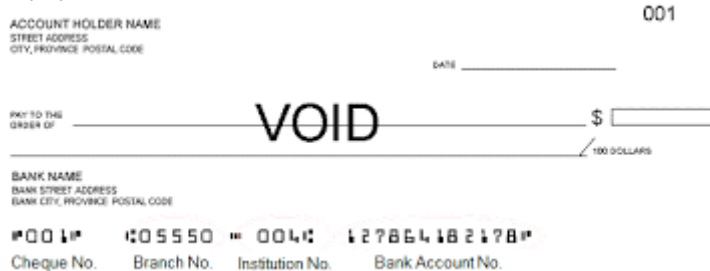 001
ACCOUNT HOLDER NAME
STREET ADDRESS
CITY, PROVINCE POSTAL CODE
DATE
PAY TO THE
ORDER OF
VOID
$
100 DOLLARS
BANK NAME
BANK STREET ADDRESS
BANK CITY, PROVINCE POSTAL CODE
⑈001⑈ ⑆05550 ⑉ 004⑆ 127864182178⑈
Cheque No. Branch No. Institution No. Bank Account No.